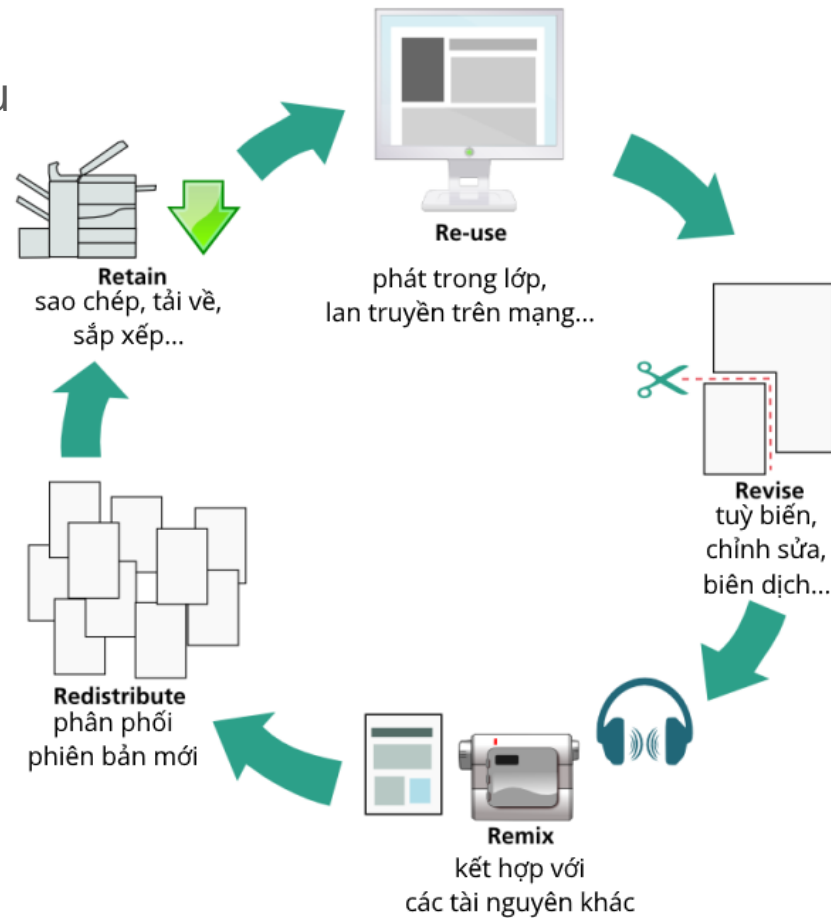 u
Re-use
phát trong lớp,
lan truyền trên mạng...
Retain
sao chép, tải về,
sắp xếp...
Revise
tuỳ biến,
chỉnh sửa,
biên dịch...
Redistribute
phân phối
phiên bản mới
Remix
kết hợp với
các tài nguyên khác